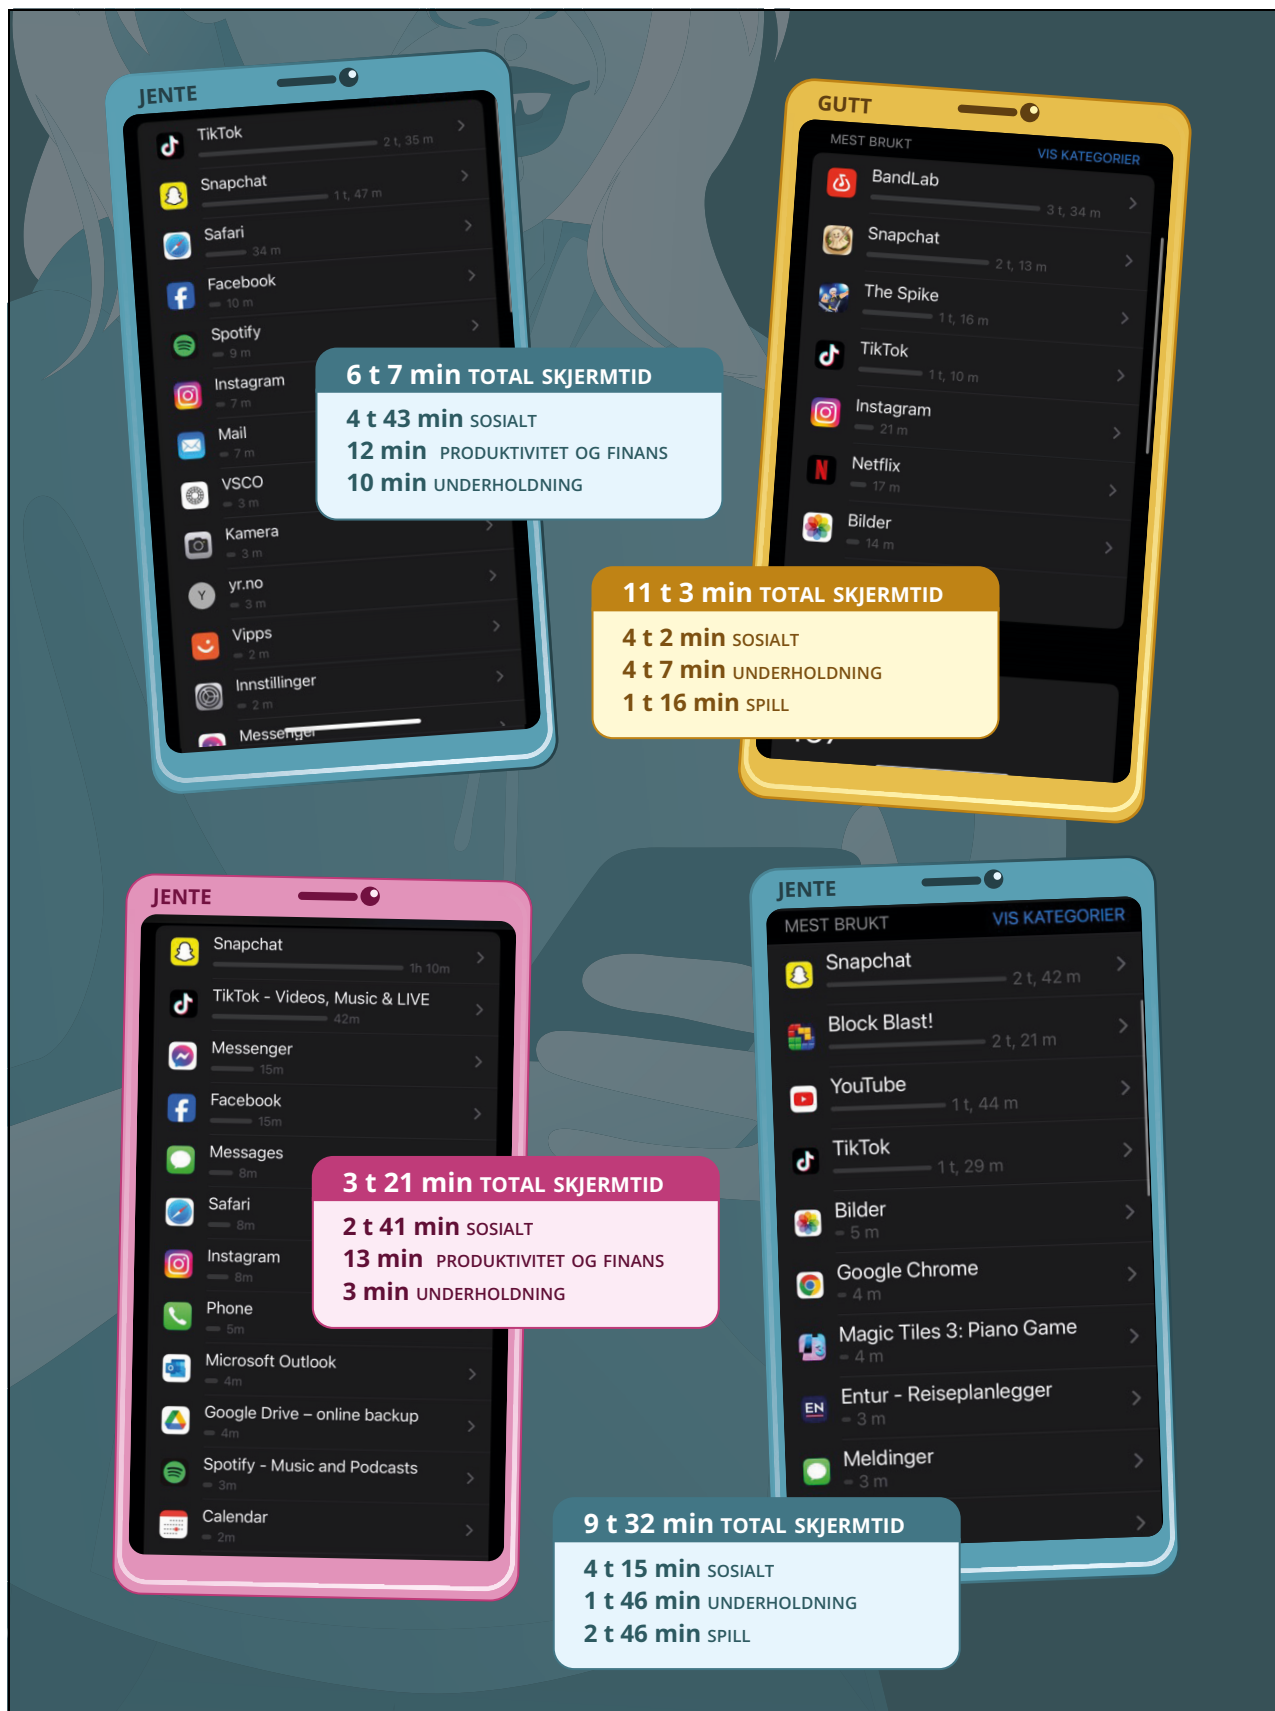 JENTE
TikTok
2 t, 35 m
Snapchat
1 t, 47 m
Safari
34 m
Facebook
10 m
Spotify
9 m
Instagram
7 m
Mail
7 m
VSCO
3 m
Kamera
3 m
Y
yr.no
3 m
Vipps
2 m
Innstillinger
2 m
Messenger
6 t 7 min TOTAL SKJERMTID
4 t 43 min SOSIALT
12 min PRODUKTIVITET OG FINANS
10 min UNDERHOLDNING
GUTT
MEST BRUKT VIS KATEGORIER
BandLab
3 t, 34 m
Snapchat
2 t, 13 m
The Spike
1 t, 16 m
TikTok
1 t, 10 m
Instagram
21 m
N
Netflix
17 m
Bilder
14 m
11 t 3 min TOTAL SKJERMTID
4 t 2 min SOSIALT
4 t 7 min UNDERHOLDNING
1 t 16 min SPILL
JENTE
Snapchat
1h 10m
TikTok - Videos, Music & LIVE
42m
Messenger
15m
Facebook
15m
Messages
8m
Safari
8m
Instagram
8m
Phone
5m
Microsoft Outlook
4m
Google Drive – online backup
4m
Spotify - Music and Podcasts
3m
Calendar
2m
3 t 21 min TOTAL SKJERMTID
2 t 41 min SOSIALT
13 min PRODUKTIVITET OG FINANS
3 min UNDERHOLDNING
JENTE
MEST BRUKT VIS KATEGORIER
Snapchat
2 t, 42 m
Block Blast!
2 t, 21 m
YouTube
1 t, 44 m
TikTok
1 t, 29 m
Bilder
5 m
Google Chrome
4 m
Magic Tiles 3: Piano Game
4 m
EN
Entur - Reiseplanlegger
3 m
Meldinger
3 m
9 t 32 min TOTAL SKJERMTID
4 t 15 min SOSIALT
1 t 46 min UNDERHOLDNING
2 t 46 min SPILL